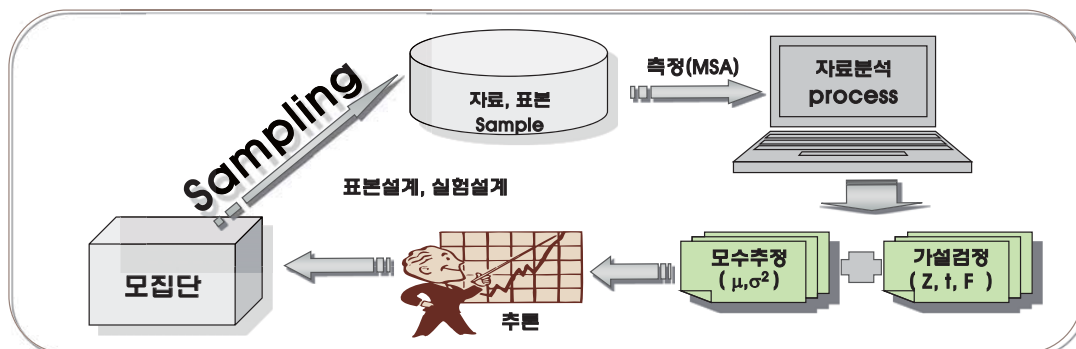 Sampling
자료, 표본
Sample
측정(MSA)
자료분석
process
표본설계, 실험설계
모집단
추론
모수추정
( μ,σ²)
가설검정
( Z, t, F )